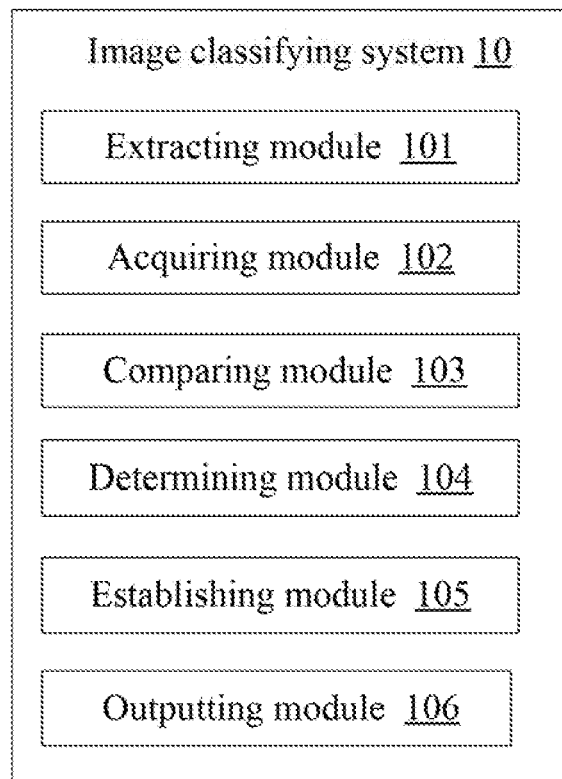 Image classifying system 10
Extracting module 101
Acquiring module 102
Comparing module 103
Determining module 104
Establishing module 105
Outputting module 106